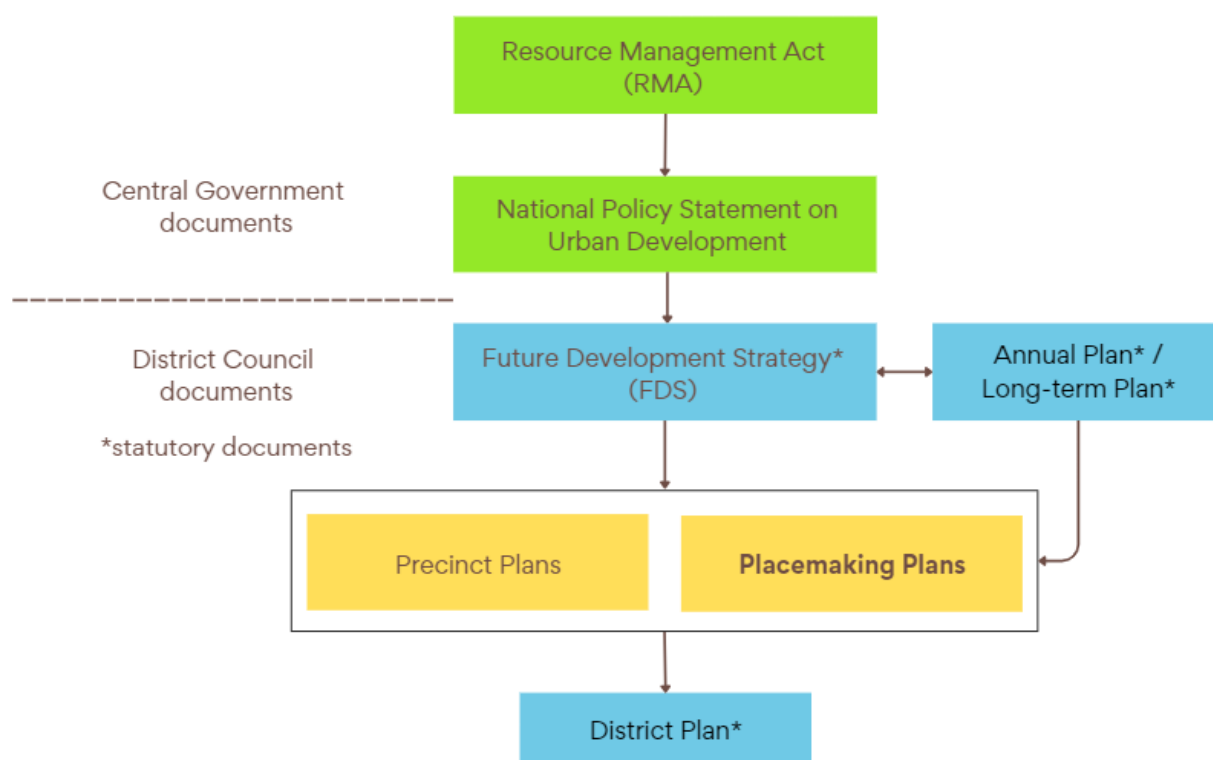 Resource Management Act
(RMA)
Central Government
documents
National Policy Statement on
Urban Development
District Council
documents
*statutory documents
Future Development Strategy*
(FDS)
Annual Plan* /
Long-term Plan*
Precinct Plans
Placemaking Plans
District Plan*